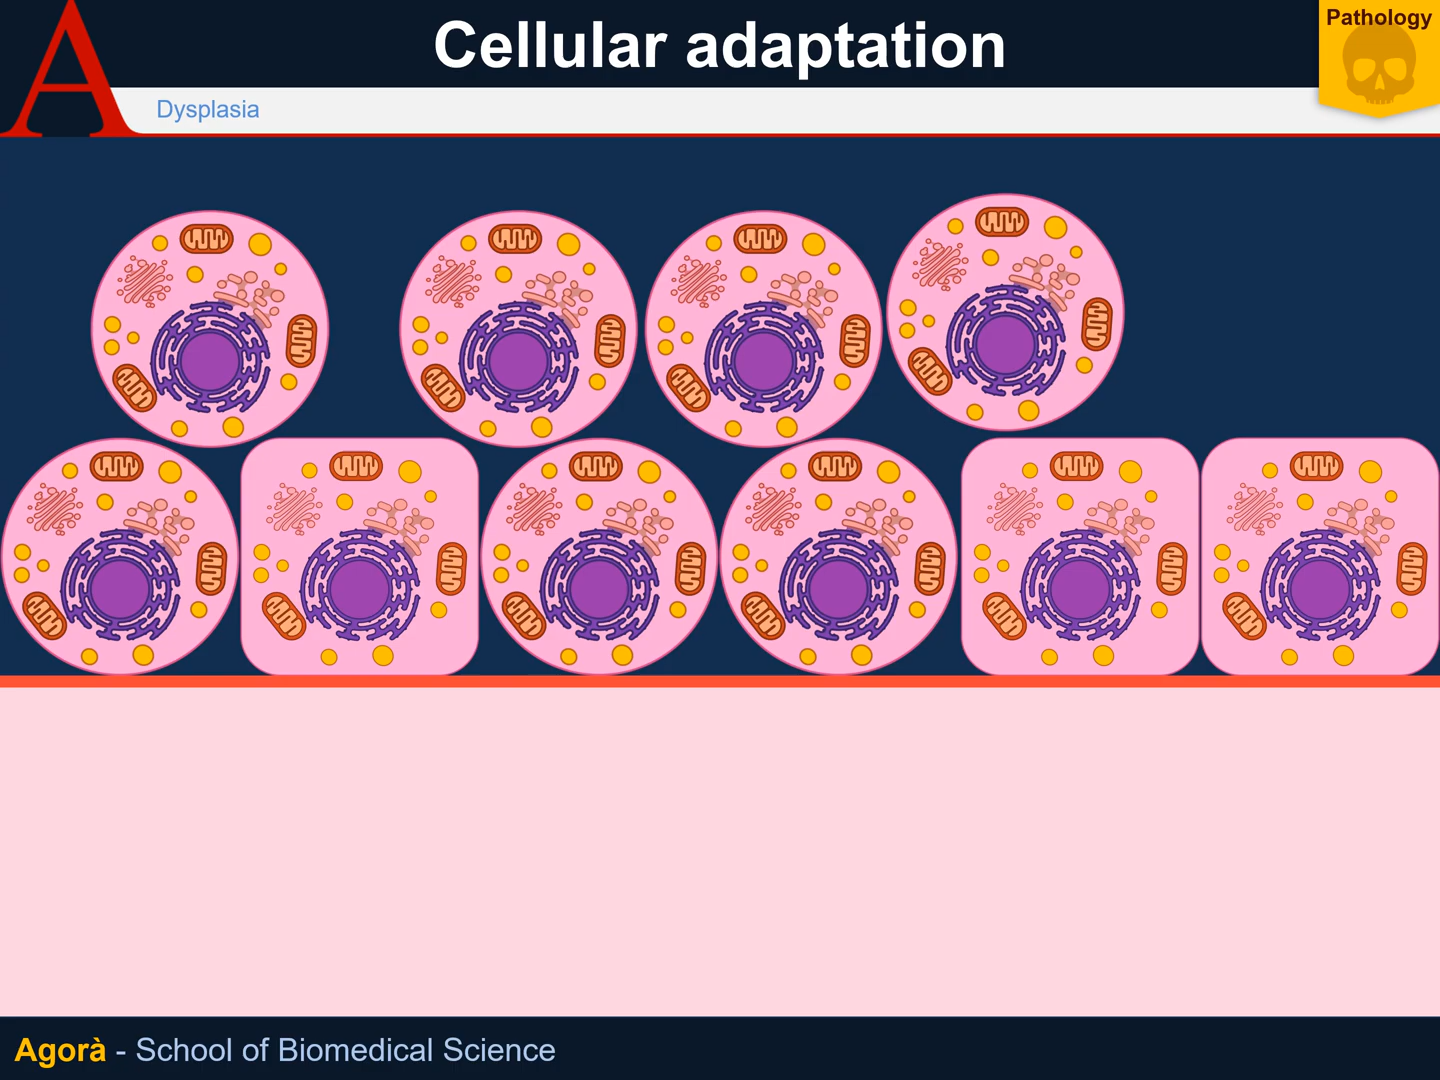 A
Cellular adaptation
Pathology
Dysplasia
Agorà - School of Biomedical Science